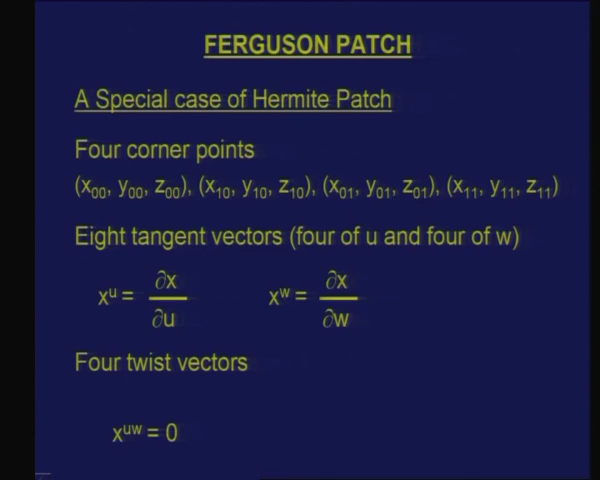 FERGUSON PATCH
A Special case of Hermite Patch
Four corner points
(x₀₀, y₀₀, z₀₀), (x₁₀, y₁₀, z₁₀), (x₀₁, y₀₁, z₀₁), (x₁₁, y₁₁, z₁₁)
Eight tangent vectors (four of u and four of w)
xᵘ = ∂x/∂u xʷ = ∂x/∂w
Four twist vectors
xᵘʷ = 0